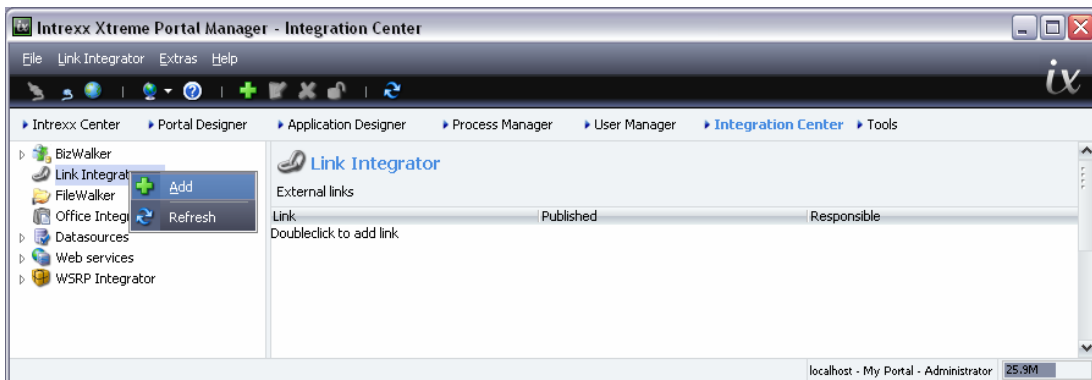 Intrexx Xtreme Portal Manager - Integration Center
File Link Integrator Extras Help
ix
Intrexx Center Portal Designer Application Designer Process Manager User Manager Integration Center Tools
BizWalker
Link Integrat
FileWalker
Office Integr
Datasources
Web services
WSRP Integrator
Add
Refresh
Link Integrator
External links
Link Published Responsible
Doubleclick to add link
localhost - My Portal - Administrator 25.9M